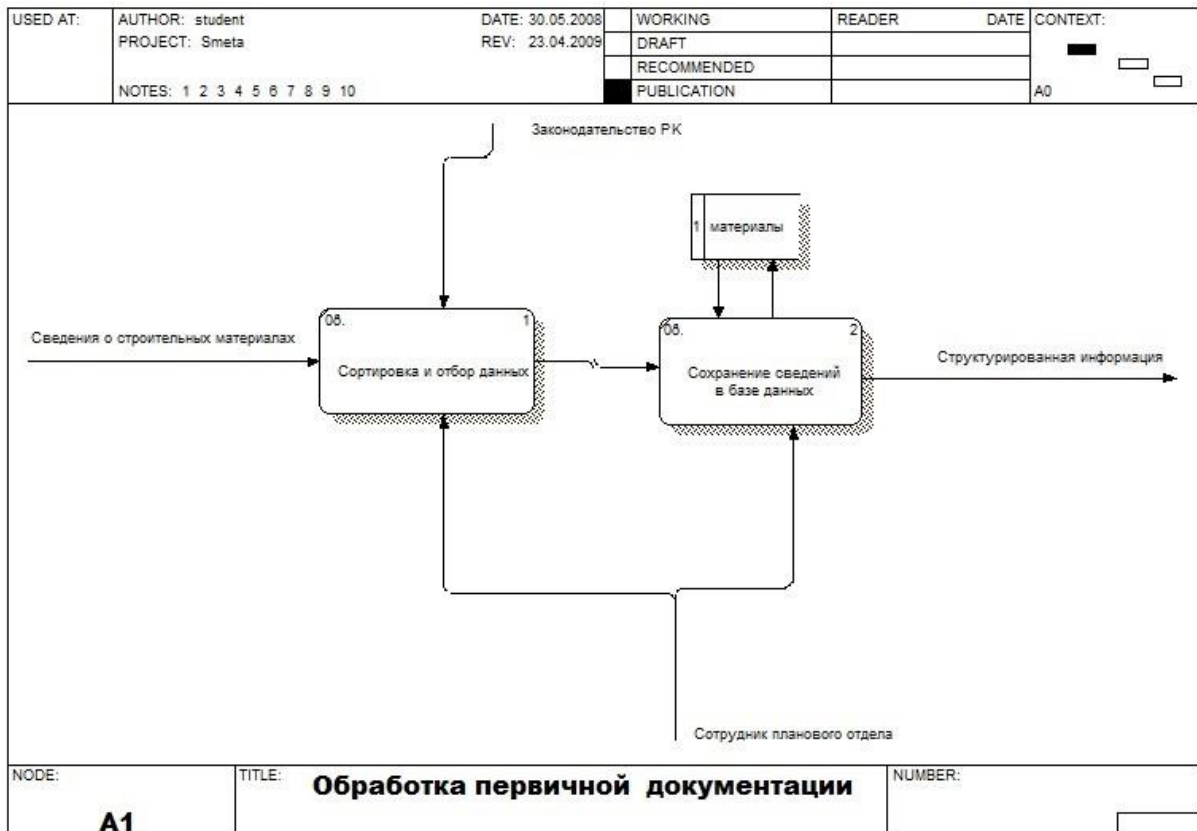 USED AT:
AUTHOR: student
DATE: 30.05.2008
PROJECT: Smeta
REV: 23.04.2009
NOTES: 1 2 3 4 5 6 7 8 9 10
WORKING
DRAFT
RECOMMENDED
PUBLICATION
READER
DATE
CONTEXT:
A0
Законодательство РК
1 материалы
Сведения о строительных материалах
0б. 1
Сортировка и отбор данных
0б. 2
Сохранение сведений
в базе данных
Структурированная информация
Сотрудник планового отдела
NODE:
A1
TITLE:
Обработка первичной документации
NUMBER: